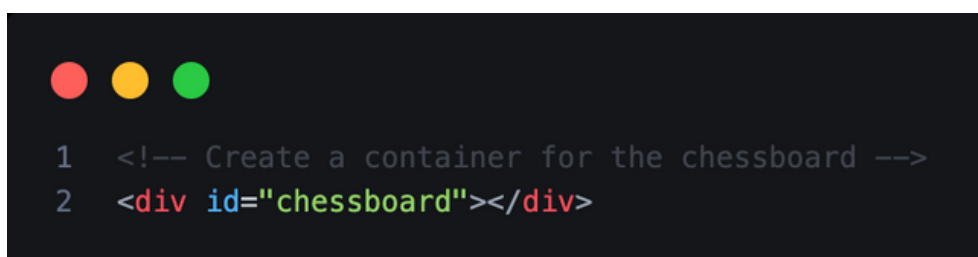 1 <!-- Create a container for the chessboard -->
2 <div id="chessboard"></div>